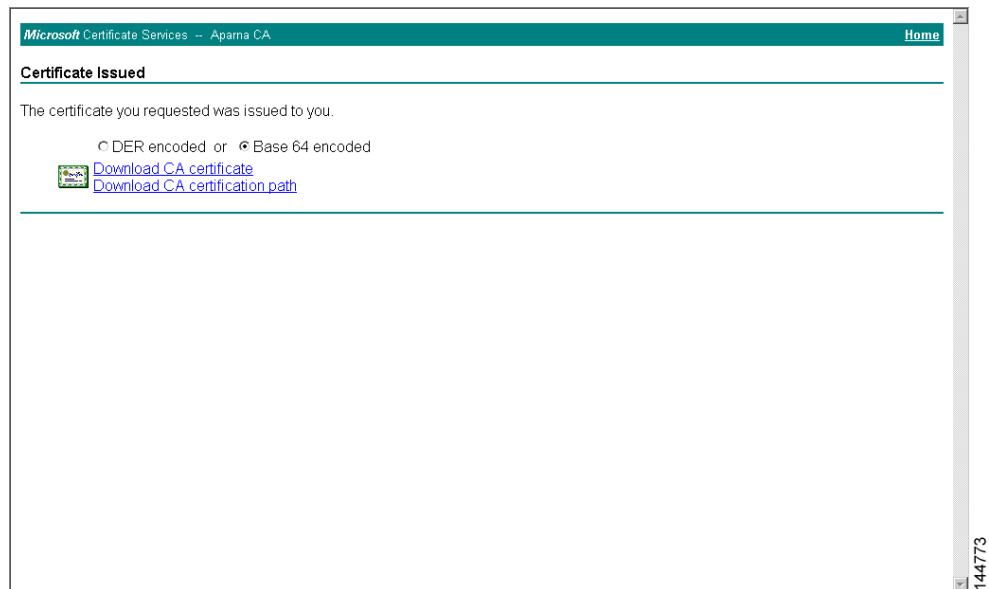 Microsoft Certificate Services -- Aparna CA Home
Certificate Issued
The certificate you requested was issued to you.
DER encoded or Base 64 encoded
Download CA certificate
Download CA certification path
144773